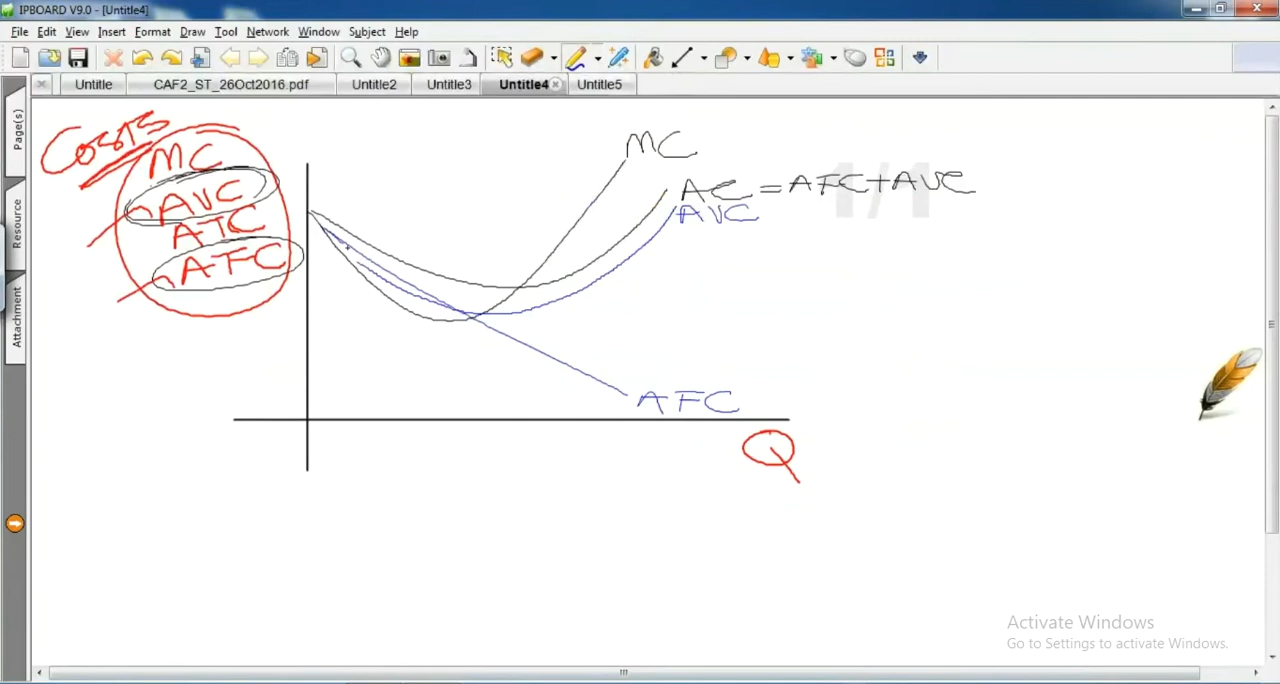 IPBOARD V9.0 - [Untitle4]
File Edit View Insert Format Draw Tool Network Window Subject Help
Untitle CAF2_ST_26Oct2016.pdf Untitle2 Untitle3 Untitle4 Untitle5
Page(s)
Resource
Attachment
Costs
MC
AVC
ATC
AFC
MC
AC = AFC+AVC
AVC
1/1
AFC
Q
Activate Windows
Go to Settings to activate Windows.